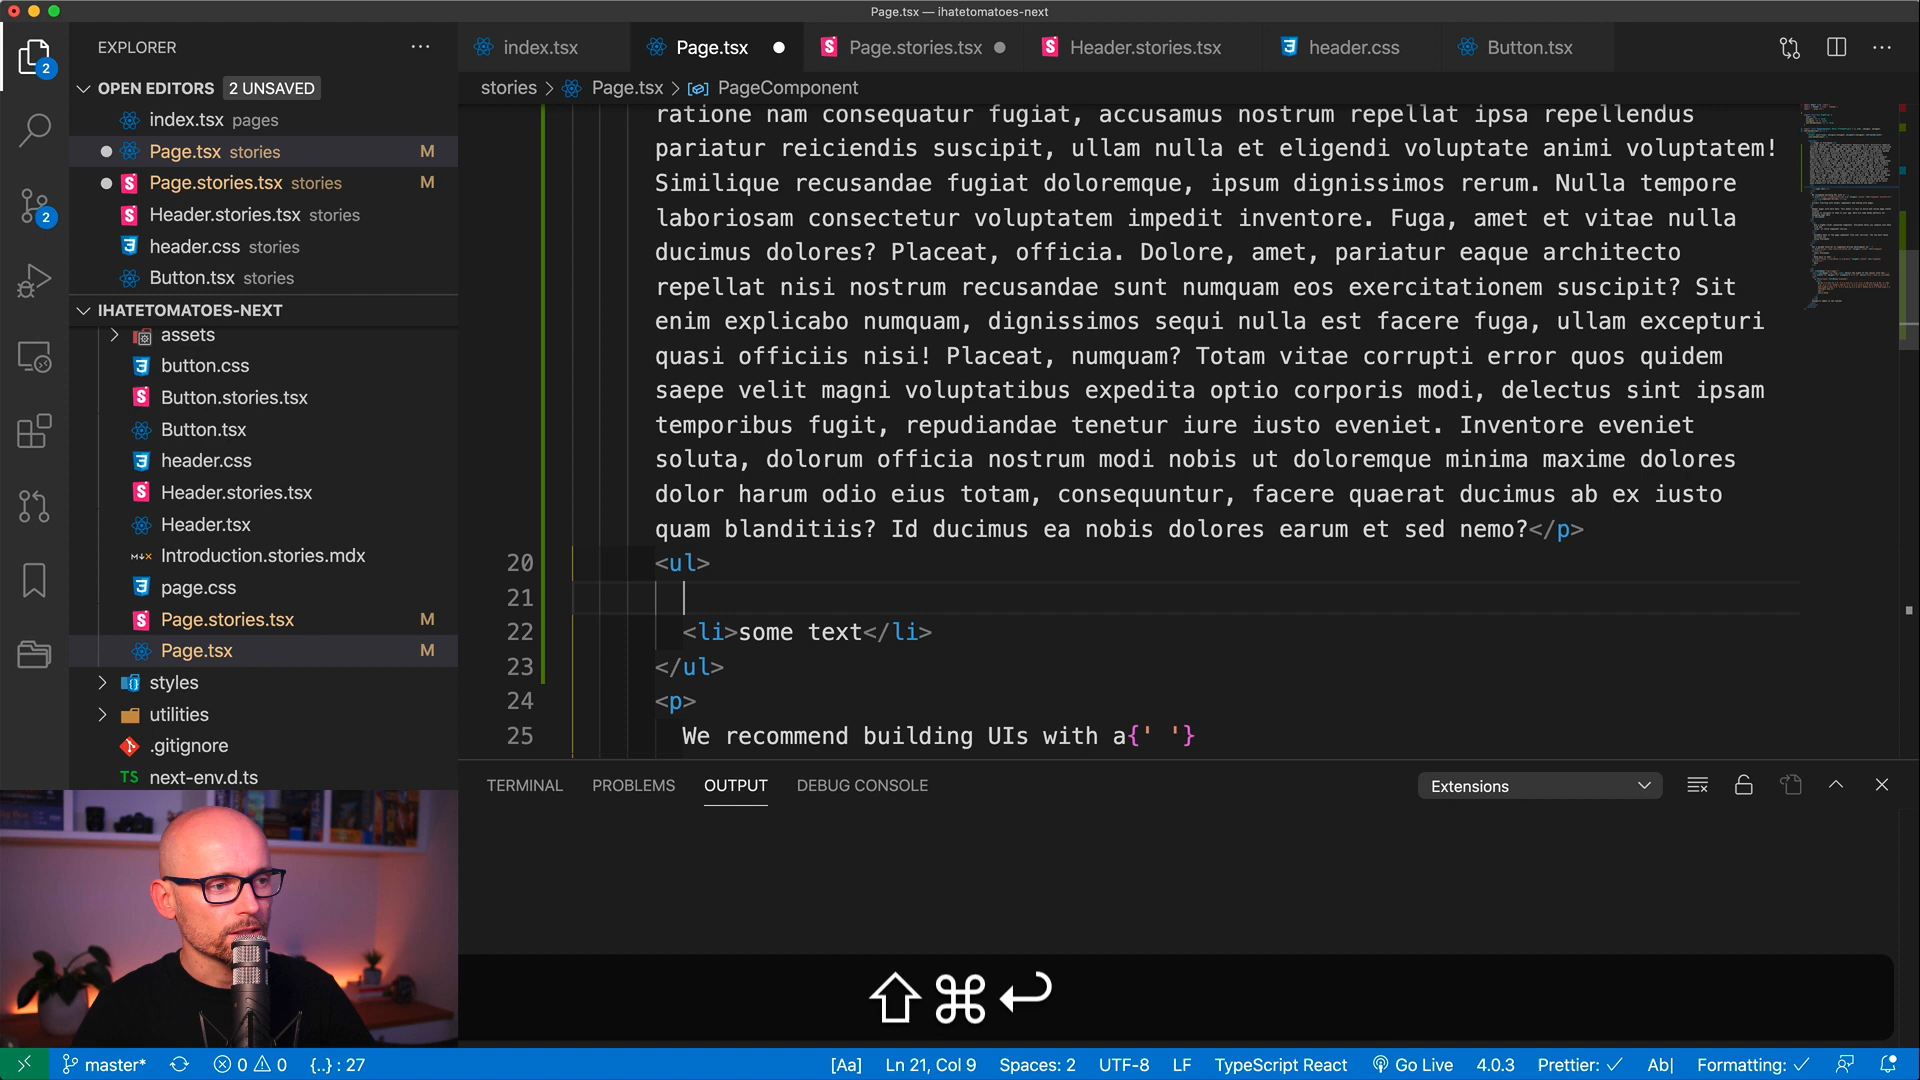 Page.tsx — ihatetomatoes-next
EXPLORER
2
OPEN EDITORS 2 UNSAVED
index.tsx pages
Page.tsx stories M
Page.stories.tsx stories M
Header.stories.tsx stories
header.css stories
Button.tsx stories
IHATETOMATOES-NEXT
assets
button.css
Button.stories.tsx
Button.tsx
header.css
Header.stories.tsx
Header.tsx
Introduction.stories.mdx
page.css
Page.stories.tsx M
Page.tsx M
styles
utilities
.gitignore
TS next-env.d.ts
2
index.tsx Page.tsx Page.stories.tsx Header.stories.tsx header.css Button.tsx
stories > Page.tsx > PageComponent
ratione nam consequatur fugiat, accusamus nostrum repellat ipsa repellendus
pariatur reiciendis suscipit, ullam nulla et eligendi voluptate animi voluptatem!
Similique recusandae fugiat doloremque, ipsum dignissimos rerum. Nulla tempore
laboriosam consectetur voluptatem impedit inventore. Fuga, amet et vitae nulla
ducimus dolores? Placeat, officia. Dolore, amet, pariatur eaque architecto
repellat nisi nostrum recusandae sunt numquam eos exercitationem suscipit? Sit
enim explicabo numquam, dignissimos sequi nulla est facere fuga, ullam excepturi
quasi officiis nisi! Placeat, numquam? Totam vitae corrupti error quos quidem
saepe velit magni voluptatibus expedita optio corporis modi, delectus sint ipsam
temporibus fugit, repudiandae tenetur iure iusto eveniet. Inventore eveniet
soluta, dolorum officia nostrum modi nobis ut doloremque minima maxime dolores
dolor harum odio eius totam, consequuntur, facere quaerat ducimus ab ex iusto
quam blanditiis? Id ducimus ea nobis dolores earum et sed nemo?</p>
20 <ul>
21
22 <li>some text</li>
23 </ul>
24 <p>
25 We recommend building UIs with a{' '}
TERMINAL PROBLEMS OUTPUT DEBUG CONSOLE Extensions
⇧⌘↩
master* 0 0 {..} : 27 [Aa] Ln 21, Col 9 Spaces: 2 UTF-8 LF TypeScript React Go Live 4.0.3 Prettier: ✓ Ab| Formatting: ✓